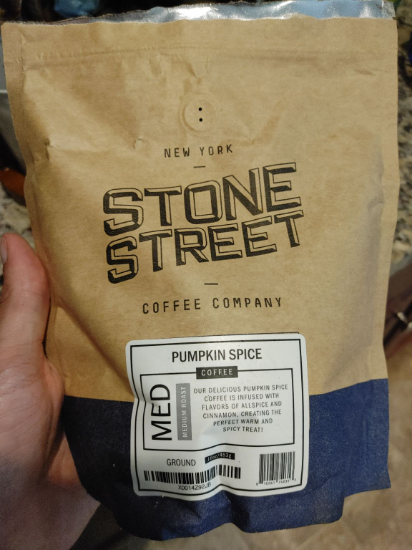 NEW YORK
STONE
STREET
COFFEE COMPANY
PUMPKIN SPICE
COFFEE
MED
MEDIUM ROAST
OUR DELICIOUS PUMPKIN SPICE
COFFEE IS INFUSED WITH
FLAVORS OF ALLSPICE AND
CINNAMON, CREATING THE
PERFECT WARM AND
SPICY TREAT!
GROUND